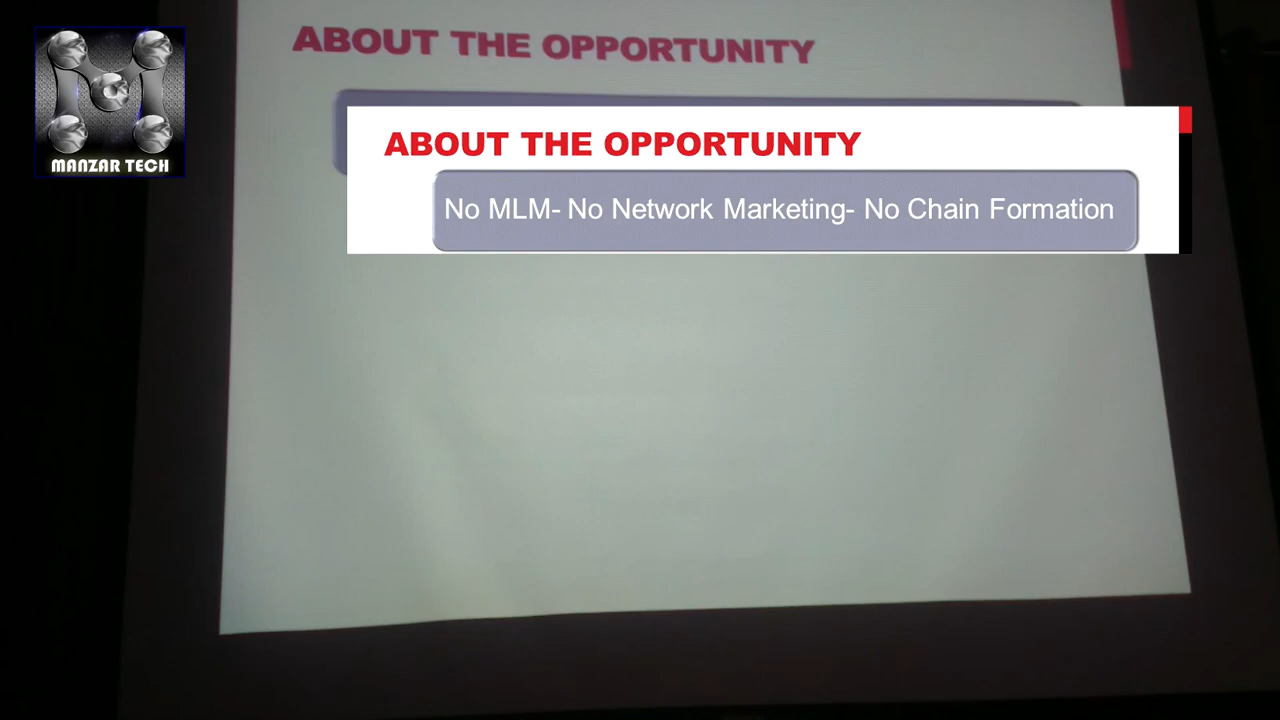 ABOUT THE OPPORTUNITY
MANZAR TECH
ABOUT THE OPPORTUNITY
No MLM- No Network Marketing- No Chain Formation